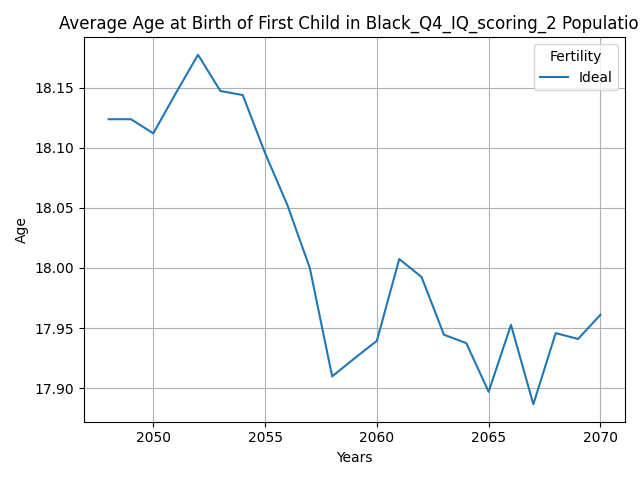 Average Age at Birth of First Child in Black_Q4_IQ_scoring_2 Populatio
Fertility
Ideal
18.15
18.10
18.05
18.00
17.95
17.90
Age
2050 2055 2060 2065 2070
Years